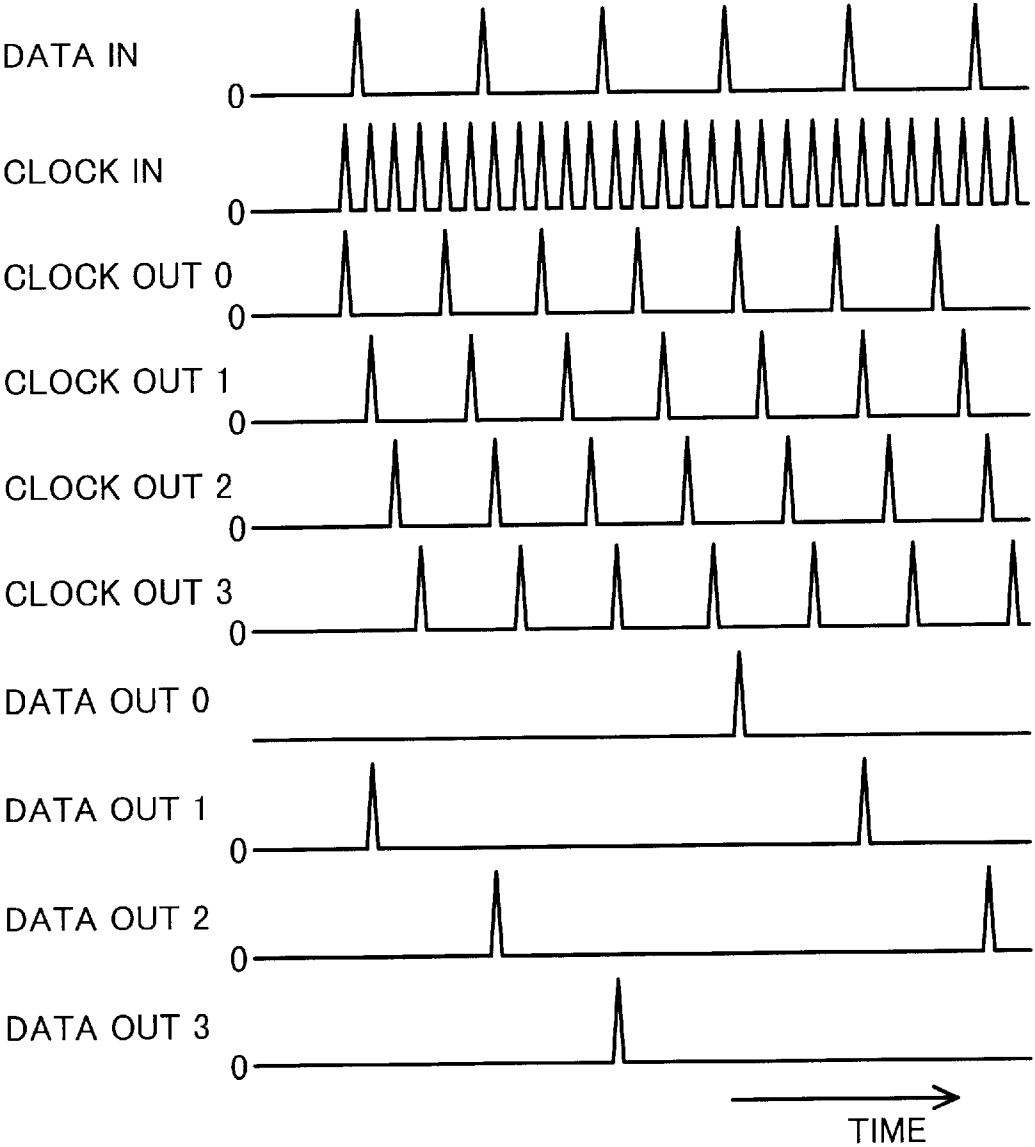 DATA IN
0
CLOCK IN
0
CLOCK OUT 0
0
CLOCK OUT 1
0
CLOCK OUT 2
0
CLOCK OUT 3
0
DATA OUT 0
DATA OUT 1
0
DATA OUT 2
0
DATA OUT 3
0
TIME